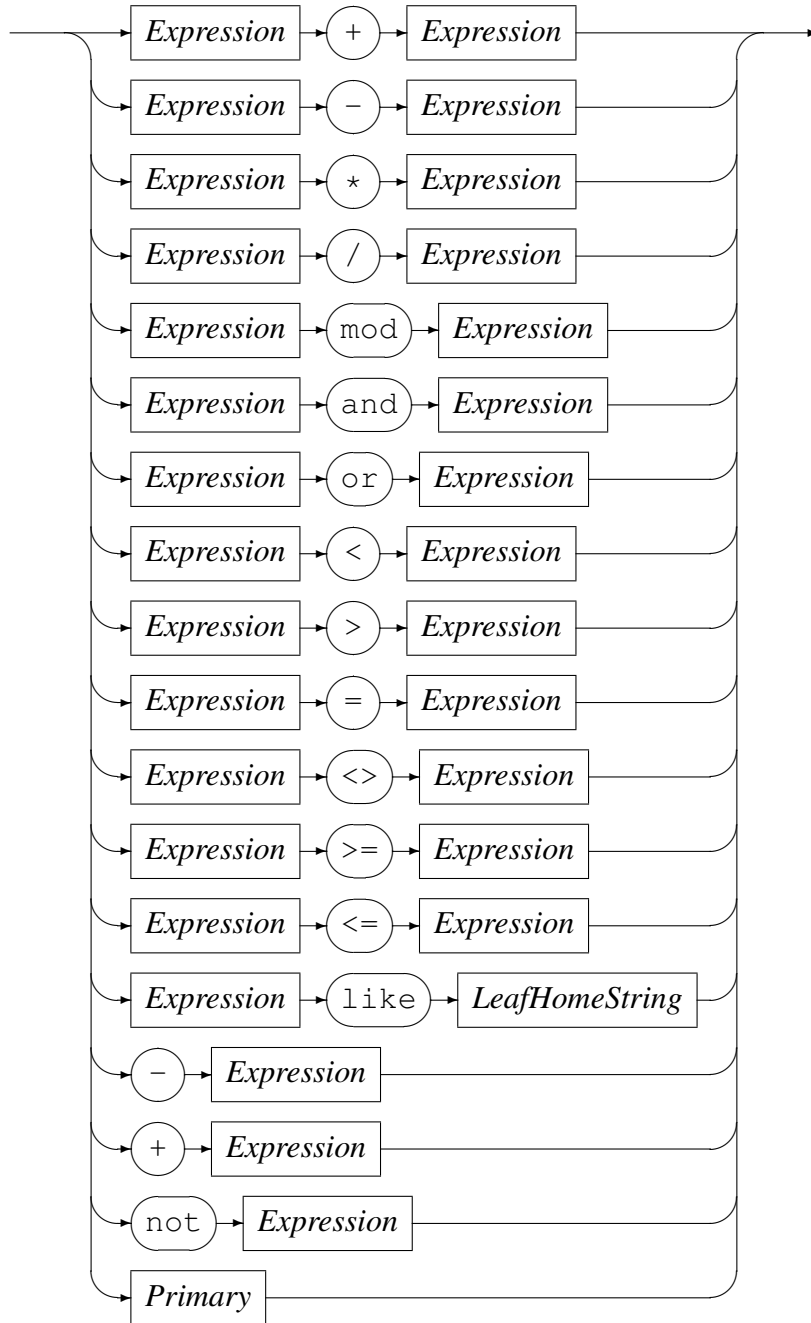 Expression + Expression
Expression - Expression
Expression * Expression
Expression / Expression
Expression mod Expression
Expression and Expression
Expression or Expression
Expression < Expression
Expression > Expression
Expression = Expression
Expression <> Expression
Expression >= Expression
Expression <= Expression
Expression like LeafHomeString
- Expression
+ Expression
not Expression
Primary